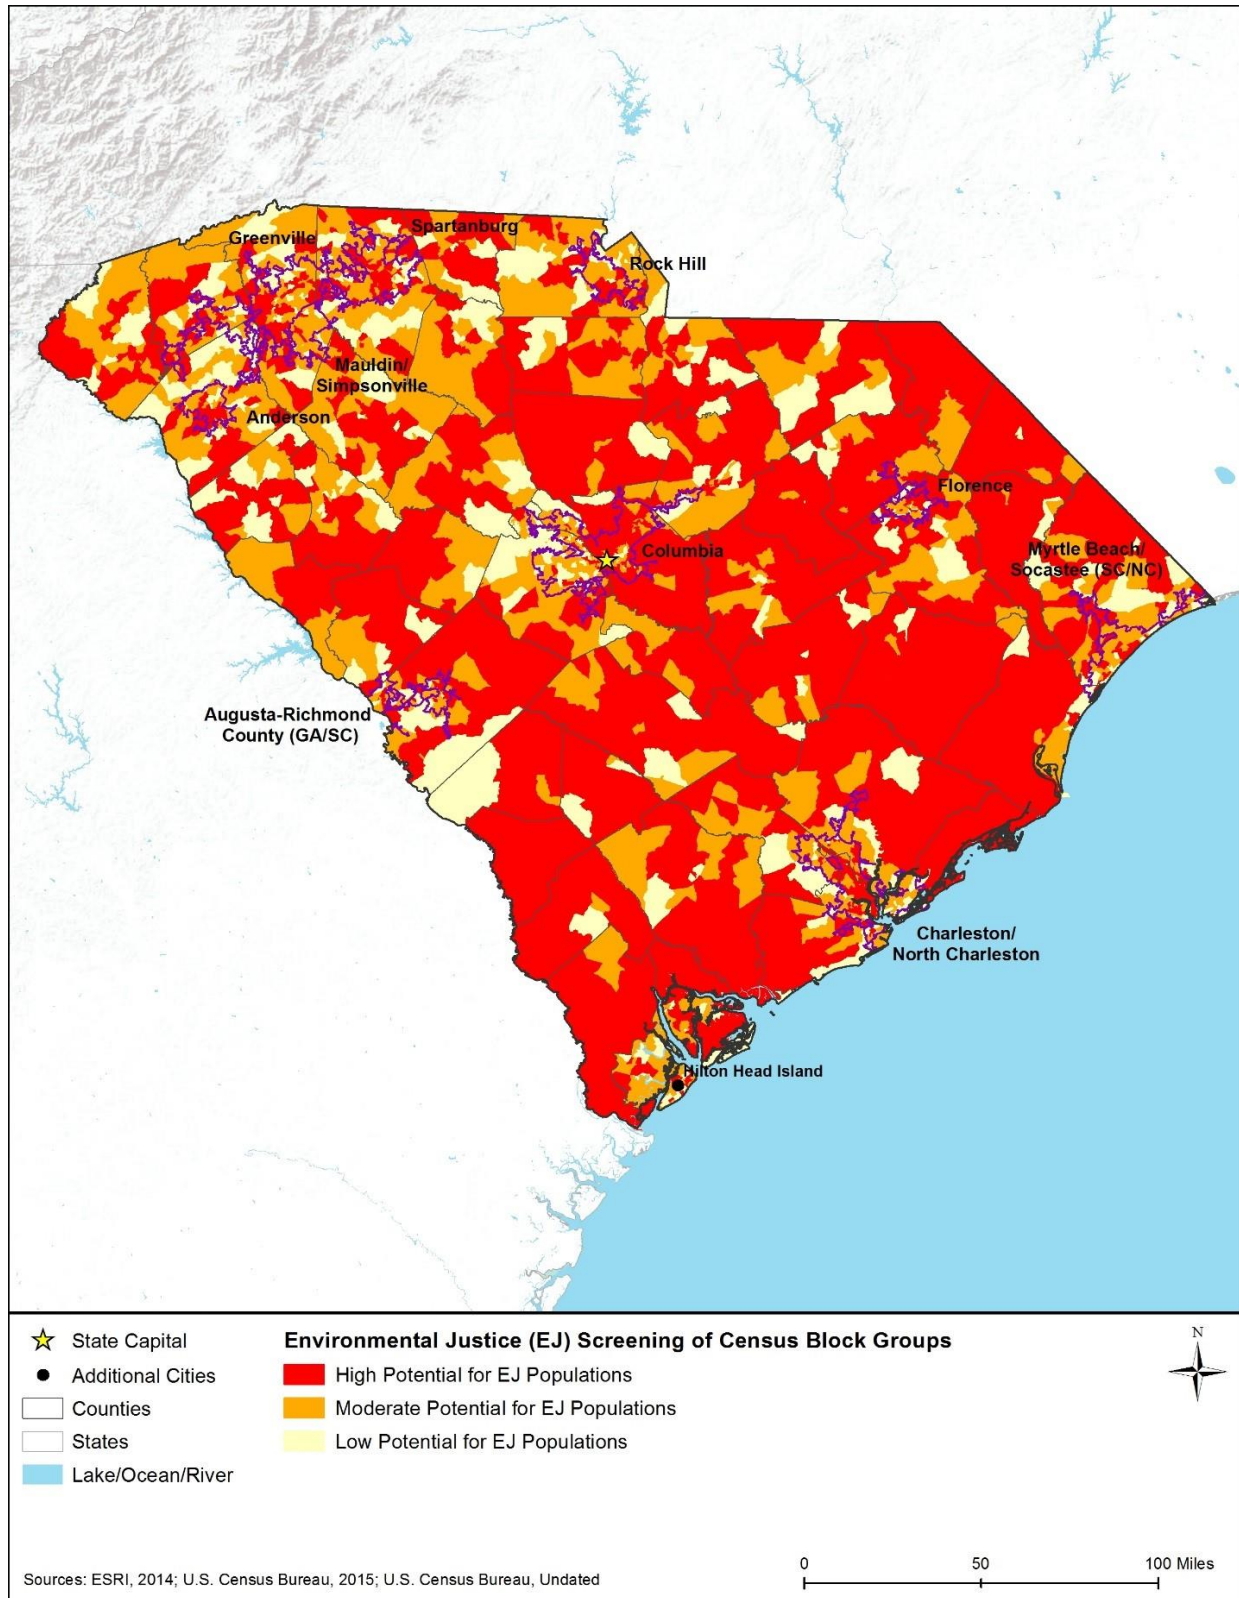 Greenville
Spartanburg
Rock Hill
Mauldin/
Simpsonville
Anderson
Florence
Columbia
Myrtle Beach/
Socastee (SC/NC)
Augusta-Richmond
County (GA/SC)
Charleston/
North Charleston
Hilton Head Island
State Capital
Additional Cities
Counties
States
Lake/Ocean/River
Environmental Justice (EJ) Screening of Census Block Groups
High Potential for EJ Populations
Moderate Potential for EJ Populations
Low Potential for EJ Populations
N
0 50 100 Miles
Sources: ESRI, 2014; U.S. Census Bureau, 2015; U.S. Census Bureau, Undated